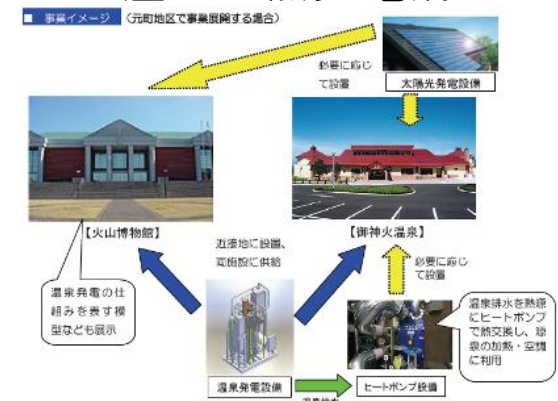 ■ 事業イメージ （元町地区で事業展開する場合）
必要に応じ
て設置
太陽光発電設備
【火山博物館】
【御神火温泉】
近接地に設置、
両施設に供給
必要に応じ
て設置
温泉発電の仕
組みを表す模
型なども展示
温泉排水を熱源
にヒートポンプ
で熱交換し、源
泉の加熱・空調
に利用
温泉発電設備
ヒートポンプ設備